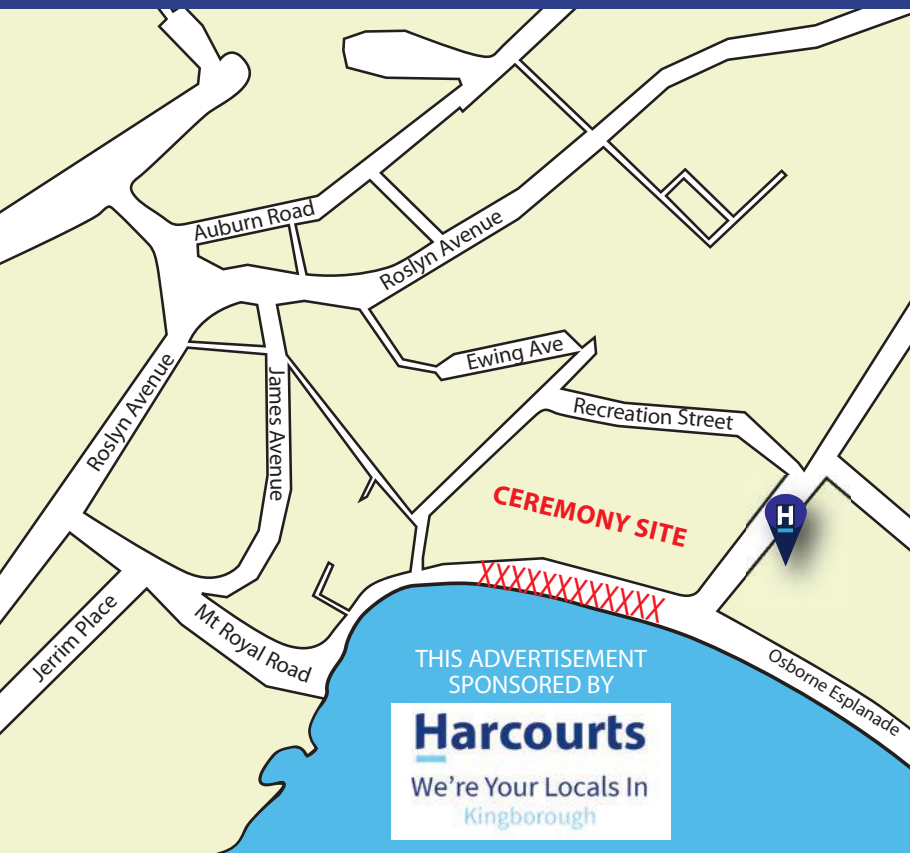 Auburn Road
Roslyn Avenue
Ewing Ave
Roslyn Avenue
James Avenue
Recreation Street
CEREMONY SITE
H
XXXXXXXXXXXX
Jerrim Place
Mt Royal Road
Osborne Esplanade
THIS ADVERTISEMENT
SPONSORED BY
Harcourts
We're Your Locals In
Kingborough